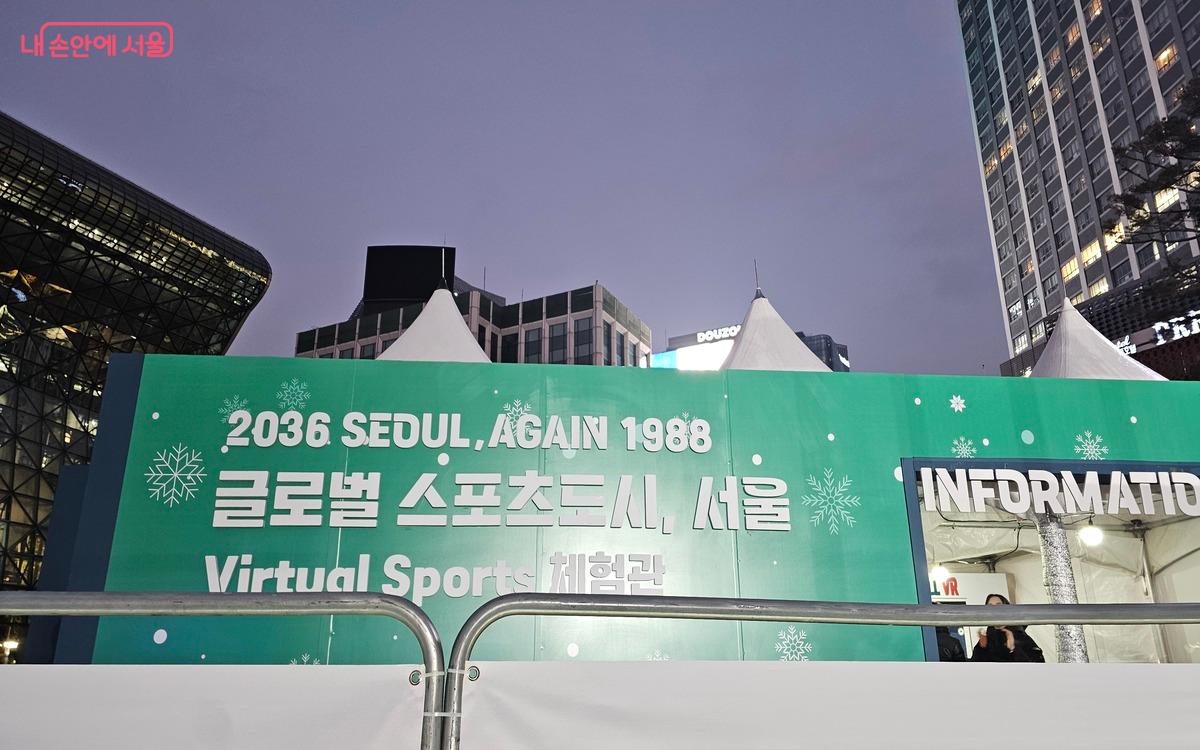 내 손안에 서울
DOUZO
2036 SEOUL, AGAIN 1988
글로벌 스포츠도시, 서울
Virtual Sports 체험관
INFORMATIO
VR